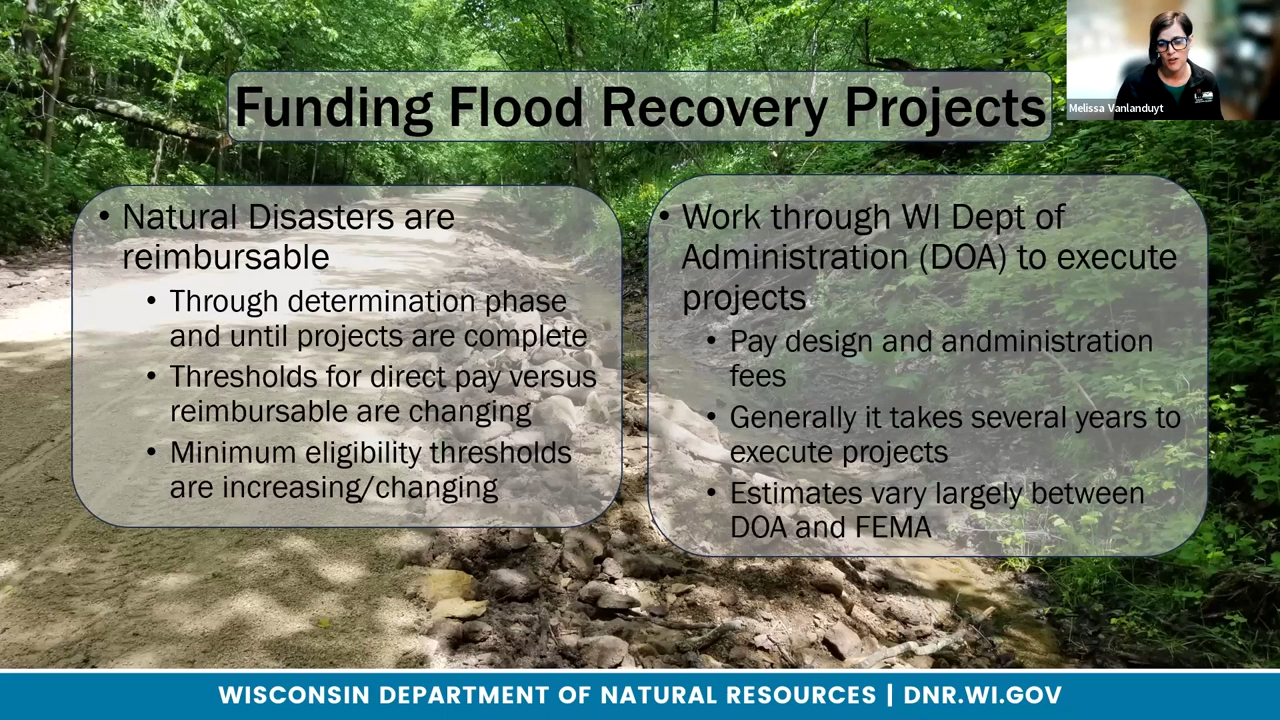 Funding Flood Recovery Projects
Melissa Vanlanduyt
• Natural Disasters are
reimbursable
• Through determination phase
and until projects are complete
• Thresholds for direct pay versus
reimbursable are changing
• Minimum eligibility thresholds
are increasing/changing
• Work through WI Dept of
Administration (DOA) to execute
projects
• Pay design and andministration
fees
• Generally it takes several years to
execute projects
• Estimates vary largely between
DOA and FEMA
WISCONSIN DEPARTMENT OF NATURAL RESOURCES | DNR.WI.GOV